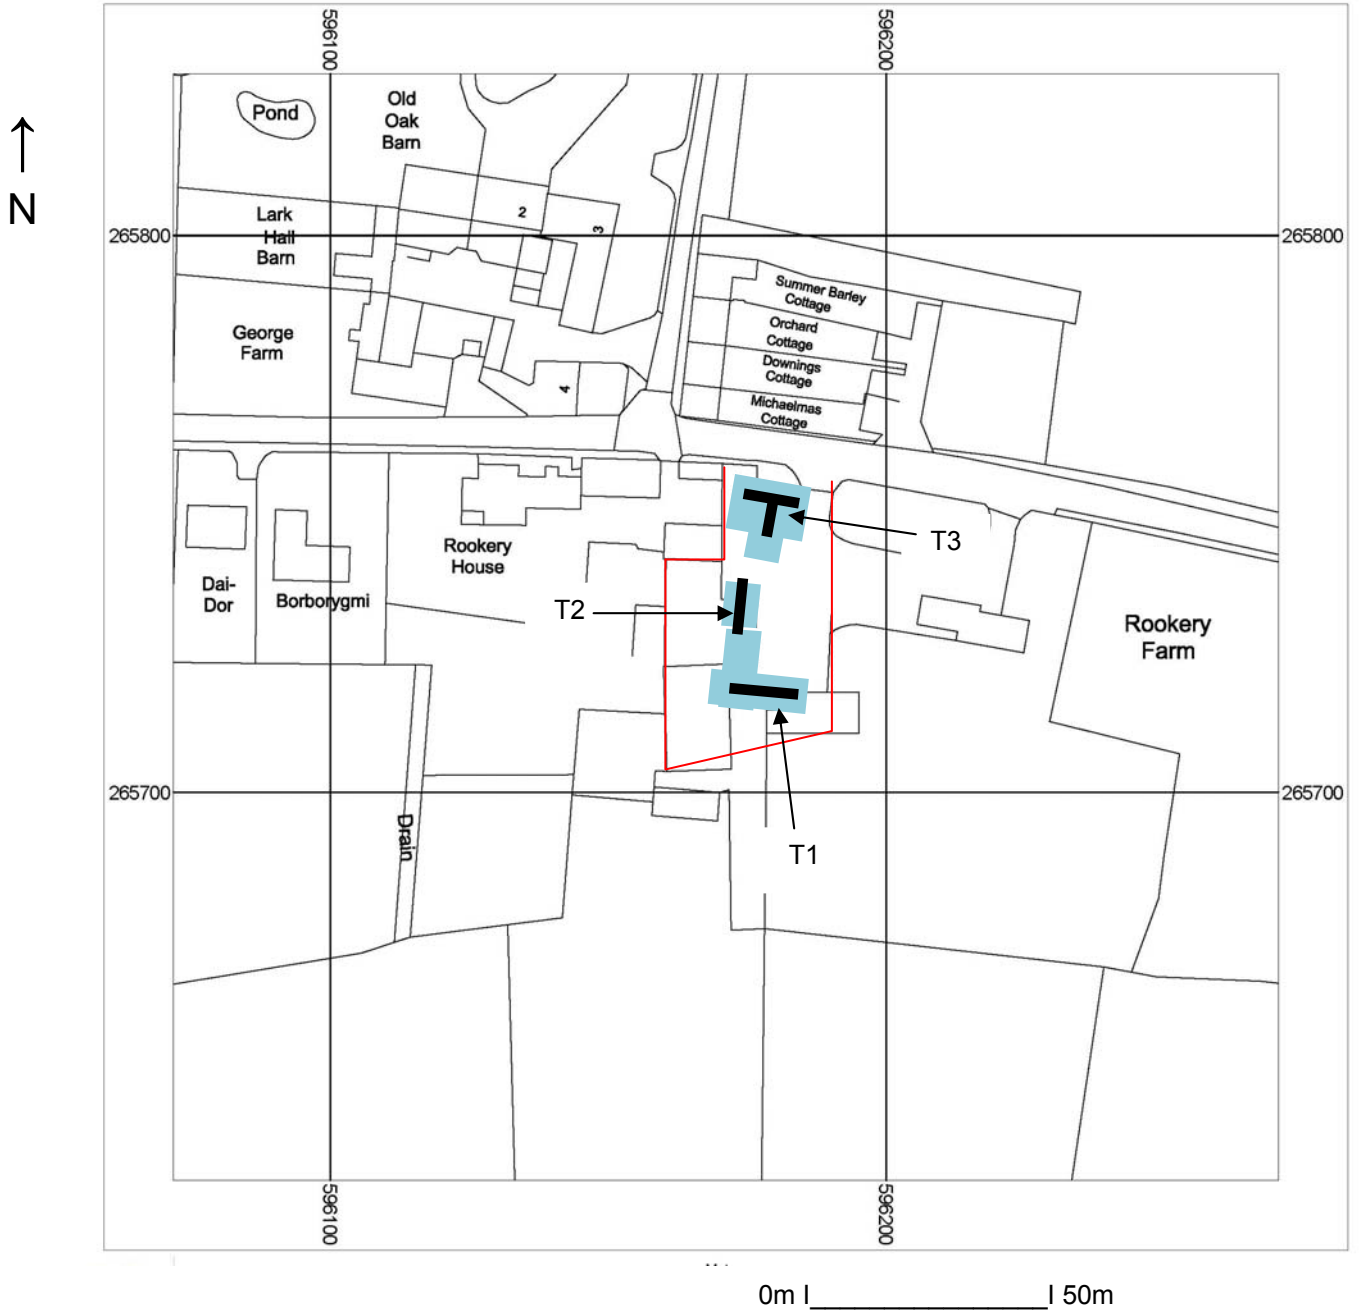 596100
596200
N
Pond
Old
Oak
Barn
Lark
Hall
Barn
2
3
265800
265800
Summer Barley
Cottage
Orchard
Cottage
Downings
Cottage
Michaelmas
Cottage
George
Farm
4
Rookery
House
T3
Dai-
Dor
Borborygmi
T2
Rookery
Farm
265700
265700
Drain
T1
596100
596200
0m I_________________I 50m